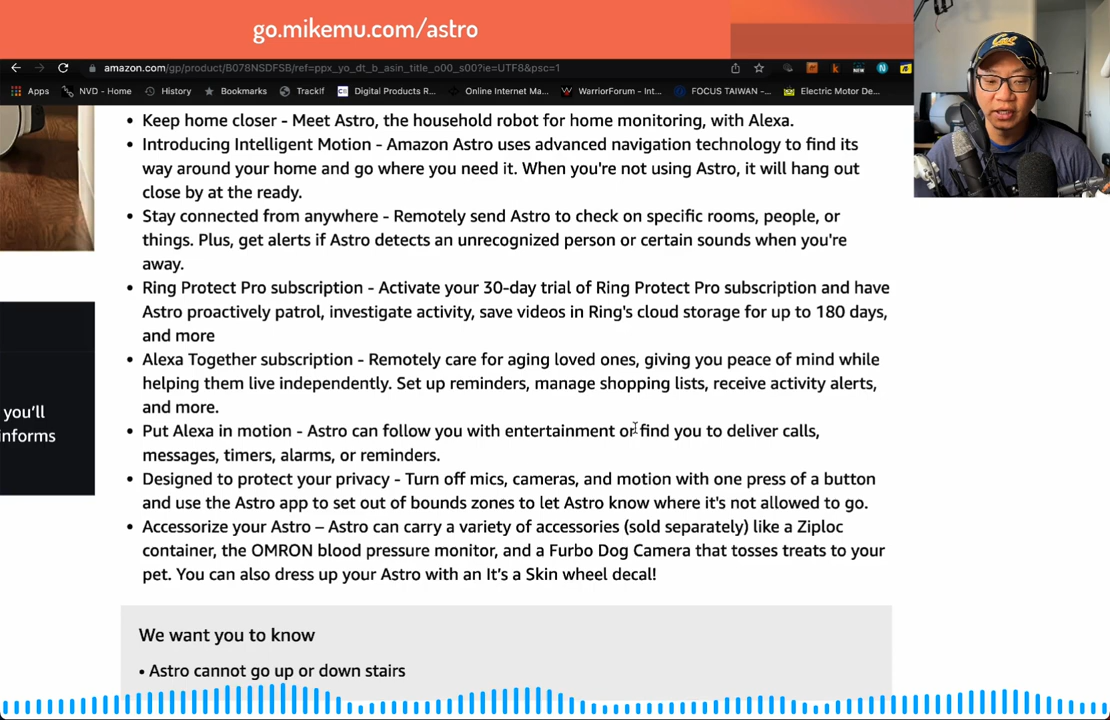 go.mikemu.com/astro
amazon.com/gp/product/B078NSDFSB/ref=ppx_yo_dt_b_asin_title_o00_s00?ie=UTF8&psc=1
Apps NVD - Home History Bookmarks TrackIf Digital Products R... Online Internet Ma... WarriorForum - Int... FOCUS TAIWAN -... Electric Motor De...
• Keep home closer - Meet Astro, the household robot for home monitoring, with Alexa.
• Introducing Intelligent Motion - Amazon Astro uses advanced navigation technology to find its
way around your home and go where you need it. When you're not using Astro, it will hang out
close by at the ready.
• Stay connected from anywhere - Remotely send Astro to check on specific rooms, people, or
things. Plus, get alerts if Astro detects an unrecognized person or certain sounds when you're
away.
• Ring Protect Pro subscription - Activate your 30-day trial of Ring Protect Pro subscription and have
Astro proactively patrol, investigate activity, save videos in Ring's cloud storage for up to 180 days,
and more
• Alexa Together subscription - Remotely care for aging loved ones, giving you peace of mind while
helping them live independently. Set up reminders, manage shopping lists, receive activity alerts,
and more.
• Put Alexa in motion - Astro can follow you with entertainment or find you to deliver calls,
messages, timers, alarms, or reminders.
• Designed to protect your privacy - Turn off mics, cameras, and motion with one press of a button
and use the Astro app to set out of bounds zones to let Astro know where it's not allowed to go.
• Accessorize your Astro – Astro can carry a variety of accessories (sold separately) like a Ziploc
container, the OMRON blood pressure monitor, and a Furbo Dog Camera that tosses treats to your
pet. You can also dress up your Astro with an It’s a Skin wheel decal!
you’ll
informs
We want you to know
• Astro cannot go up or down stairs
Cal